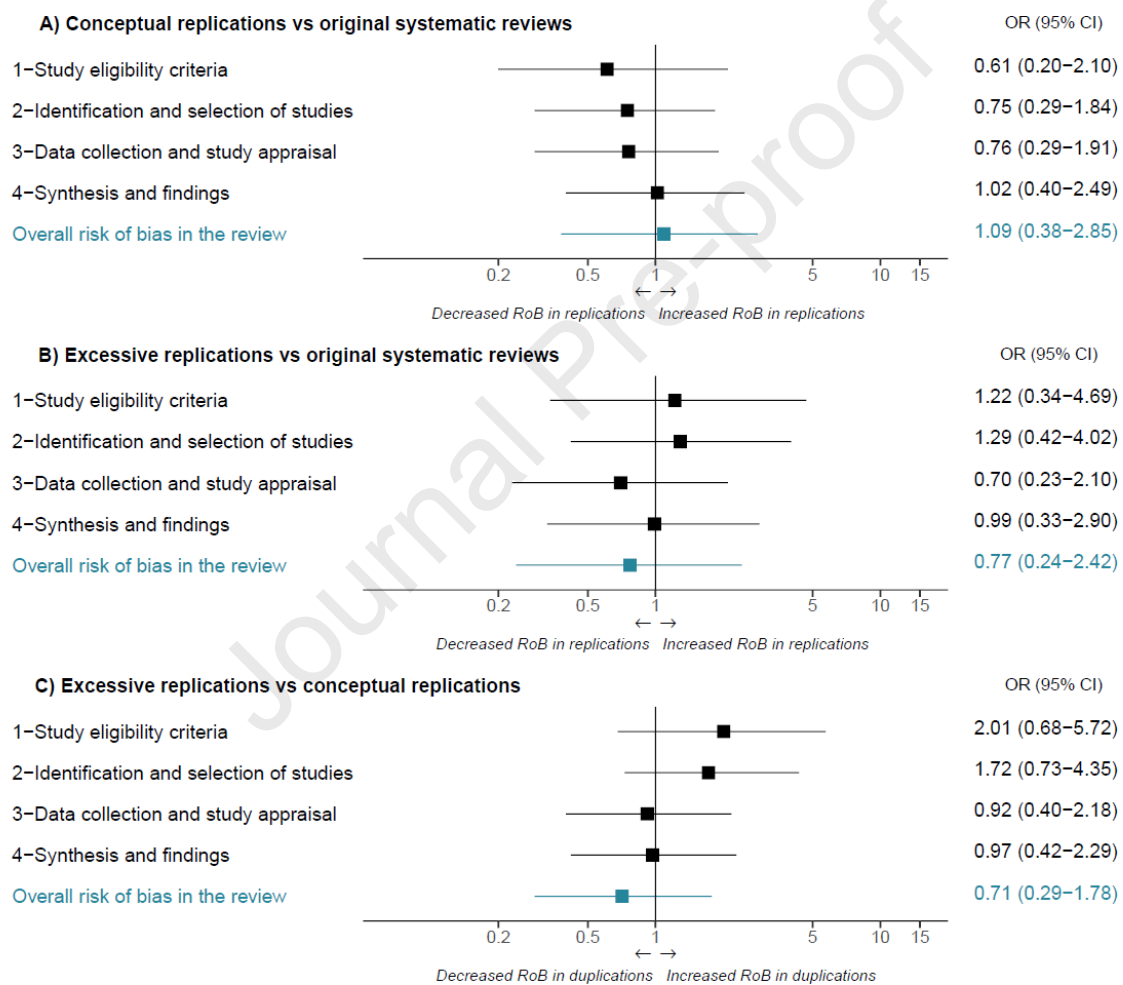 A) Conceptual replications vs original systematic reviews OR (95% CI)
1−Study eligibility criteria 0.61 (0.20−2.10)
2−Identification and selection of studies 0.75 (0.29−1.84)
3−Data collection and study appraisal 0.76 (0.29−1.91)
4−Synthesis and findings 1.02 (0.40−2.49)
Overall risk of bias in the review 1.09 (0.38−2.85)
0.2 0.5 1 5 10 15
← →
Decreased RoB in replications Increased RoB in replications
B) Excessive replications vs original systematic reviews OR (95% CI)
1−Study eligibility criteria 1.22 (0.34−4.69)
2−Identification and selection of studies 1.29 (0.42−4.02)
3−Data collection and study appraisal 0.70 (0.23−2.10)
4−Synthesis and findings 0.99 (0.33−2.90)
Overall risk of bias in the review 0.77 (0.24−2.42)
0.2 0.5 1 5 10 15
← →
Decreased RoB in replications Increased RoB in replications
C) Excessive replications vs conceptual replications OR (95% CI)
1−Study eligibility criteria 2.01 (0.68−5.72)
2−Identification and selection of studies 1.72 (0.73−4.35)
3−Data collection and study appraisal 0.92 (0.40−2.18)
4−Synthesis and findings 0.97 (0.42−2.29)
Overall risk of bias in the review 0.71 (0.29−1.78)
0.2 0.5 1 5 10 15
← →
Decreased RoB in duplications Increased RoB in duplications
Journal Pre-proof